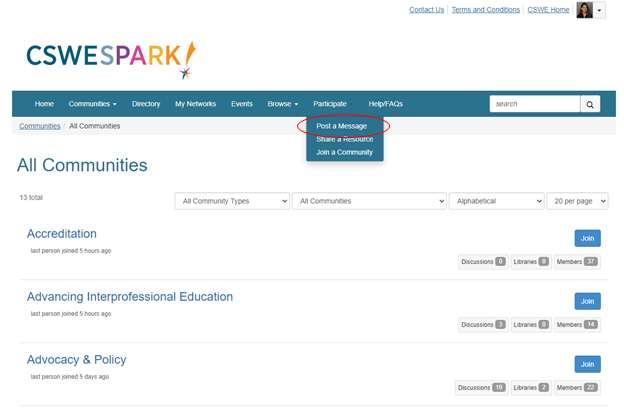 Contact Us Terms and Conditions CSWE Home
CSWESPARK!
Home Communities Directory My Networks Events Browse Participate Help/FAQs search
Communities / All Communities
Post a Message
Share a Resource
Join a Community
All Communities
13 total All Community Types All Communities Alphabetical 20 per page
Accreditation
Join
last person joined 5 hours ago
Discussions 0 Libraries 0 Members 37
Advancing Interprofessional Education
Join
last person joined 5 hours ago
Discussions 3 Libraries 0 Members 14
Advocacy & Policy
Join
last person joined 5 days ago
Discussions 10 Libraries 2 Members 22